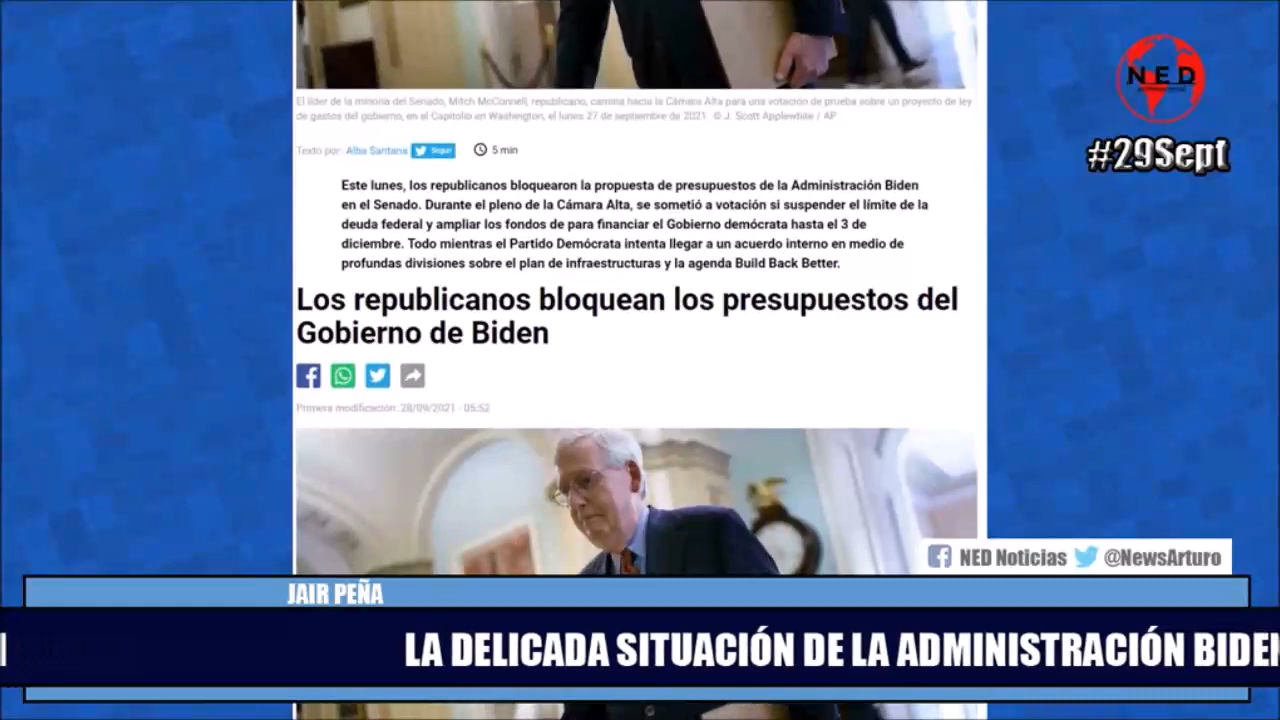 El líder de la minoría del Senado, Mitch McConnell, republicano, camina hacia la Cámara Alta para una votación de prueba sobre un proyecto de ley
de gastos del gobierno, en el Capitolio en Washington, el lunes 27 de septiembre de 2021. © J. Scott Applewhite / AP
Texto por: Alba Santana Seguir 5 min
Este lunes, los republicanos bloquearon la propuesta de presupuestos de la Administración Biden
en el Senado. Durante el pleno de la Cámara Alta, se sometió a votación si suspender el límite de la
deuda federal y ampliar los fondos de para financiar el Gobierno demócrata hasta el 3 de
diciembre. Todo mientras el Partido Demócrata intenta llegar a un acuerdo interno en medio de
profundas divisiones sobre el plan de infraestructuras y la agenda Build Back Better.
Los republicanos bloquean los presupuestos del
Gobierno de Biden
Primera modificación: 28/09/2021 - 05:52
NED
#29Sept
NED Noticias @NewsArturo
JAIR PEÑA
LA DELICADA SITUACIÓN DE LA ADMINISTRACIÓN BIDEN